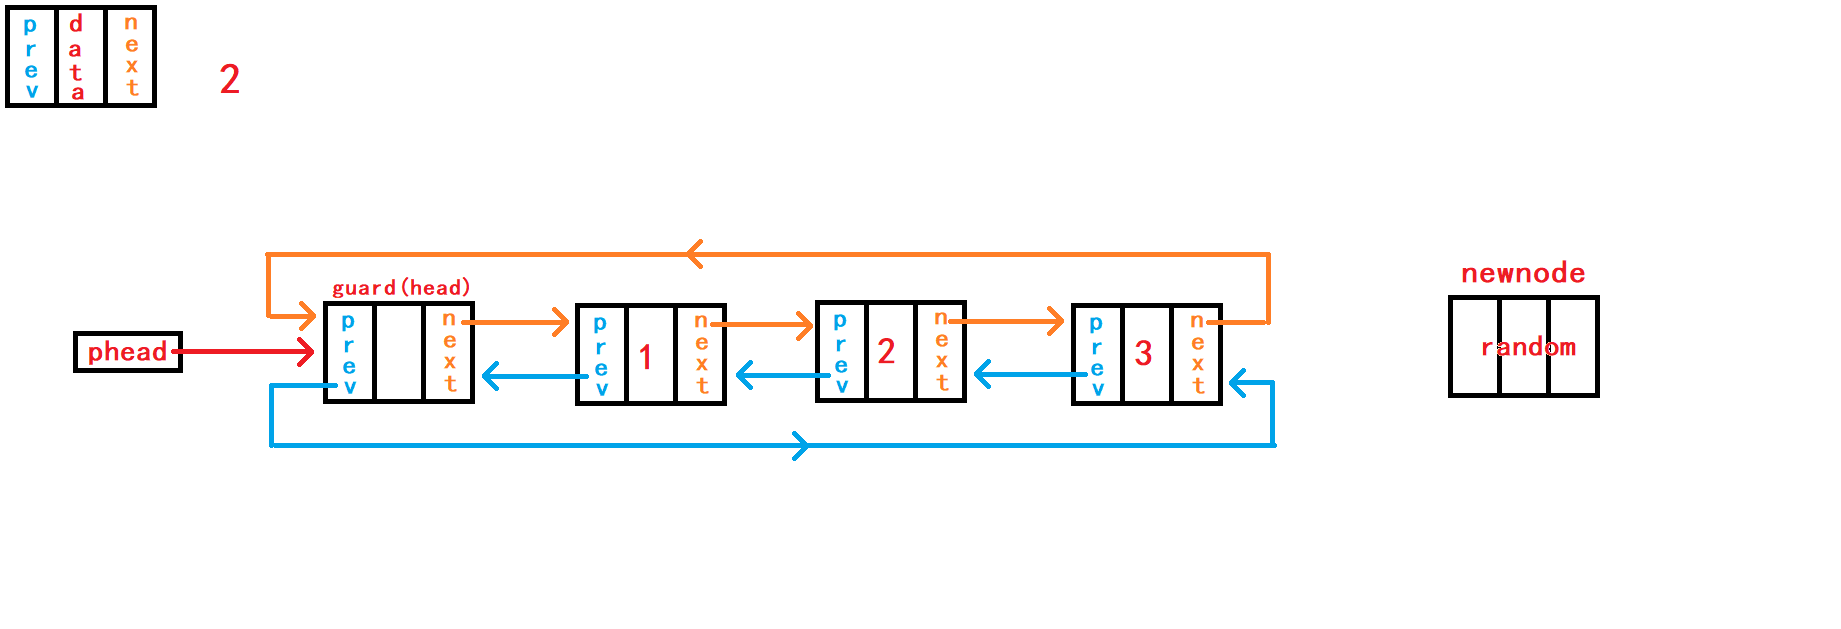 prev data next
2
guard(head)
newnode
phead
prev next
prev 1 next
prev 2 next
prev 3 next
random